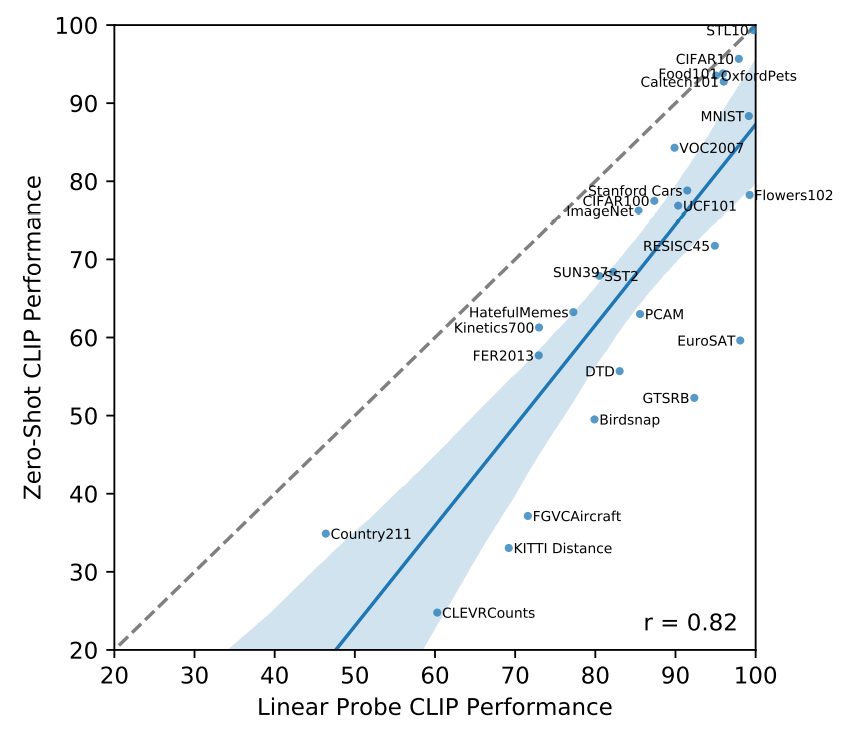 100
90
80
70
60
50
40
30
20
Zero-Shot CLIP Performance
STL10
CIFAR10
Food101
OxfordPets
Caltech101
MNIST
VOC2007
Stanford Cars
Flowers102
CIFAR100
UCF101
ImageNet
RESISC45
SUN397
SST2
HatefulMemes
PCAM
Kinetics700
EuroSAT
FER2013
DTD
GTSRB
Birdsnap
FGVCAircraft
Country211
KITTI Distance
CLEVRCounts
r = 0.82
20 30 40 50 60 70 80 90 100
Linear Probe CLIP Performance